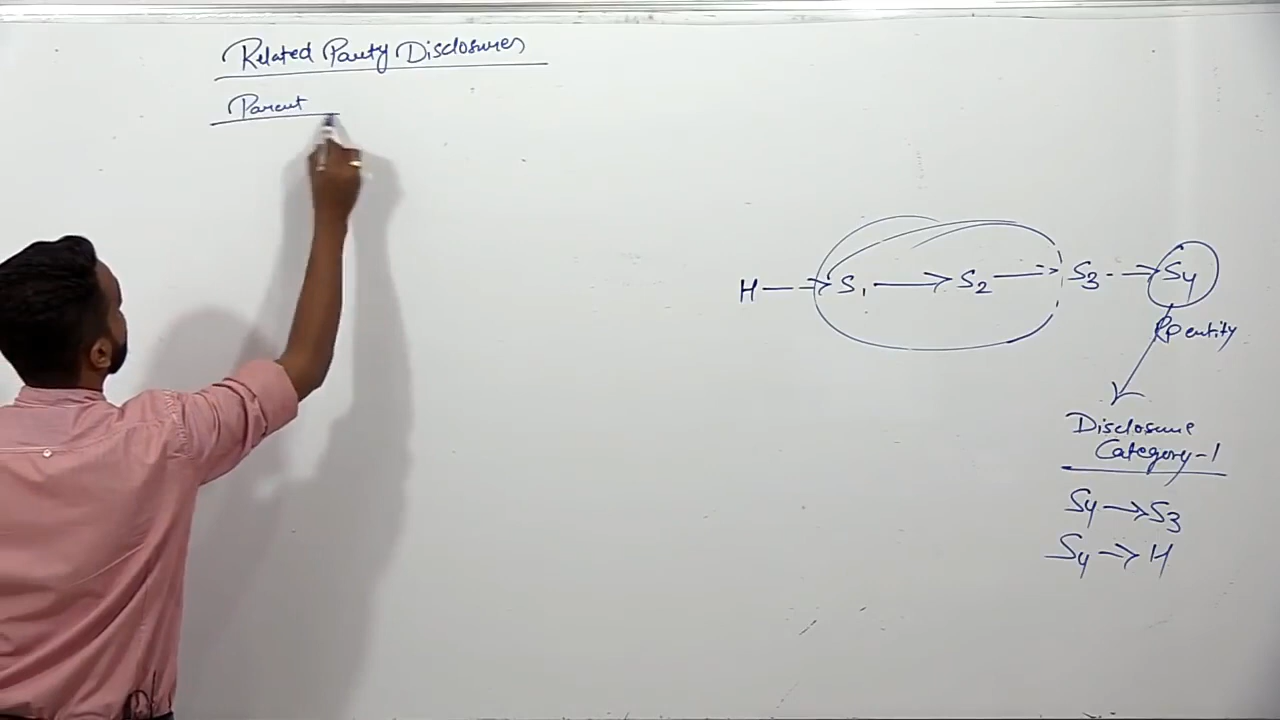 Related Party Disclosures
Parent
H --> S1 --> S2 --> S3 --> S4
Rp entity
Disclosure
Category-1
S4 --> S3
S4 --> H